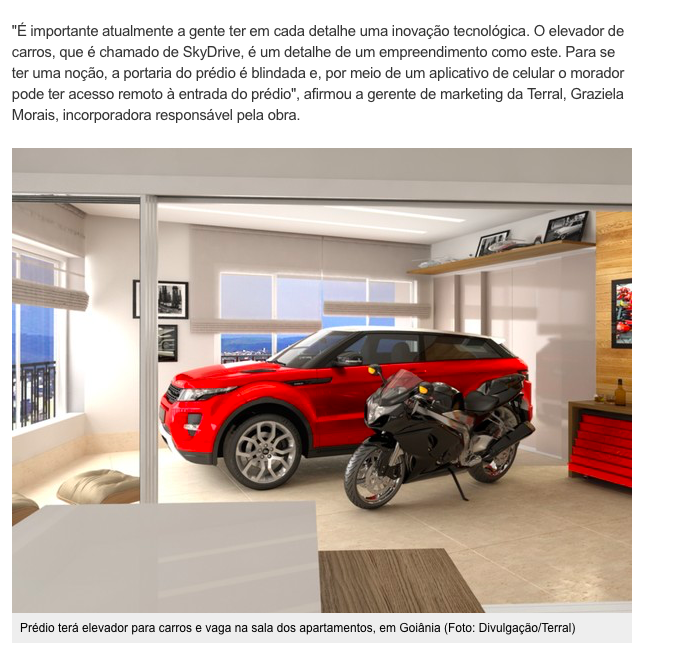 "É importante atualmente a gente ter em cada detalhe uma inovação tecnológica. O elevador de
carros, que é chamado de SkyDrive, é um detalhe de um empreendimento como este. Para se
ter uma noção, a portaria do prédio é blindada e, por meio de um aplicativo de celular o morador
pode ter acesso remoto à entrada do prédio", afirmou a gerente de marketing da Terral, Graziela
Morais, incorporadora responsável pela obra.
Prédio terá elevador para carros e vaga na sala dos apartamentos, em Goiânia (Foto: Divulgação/Terral)